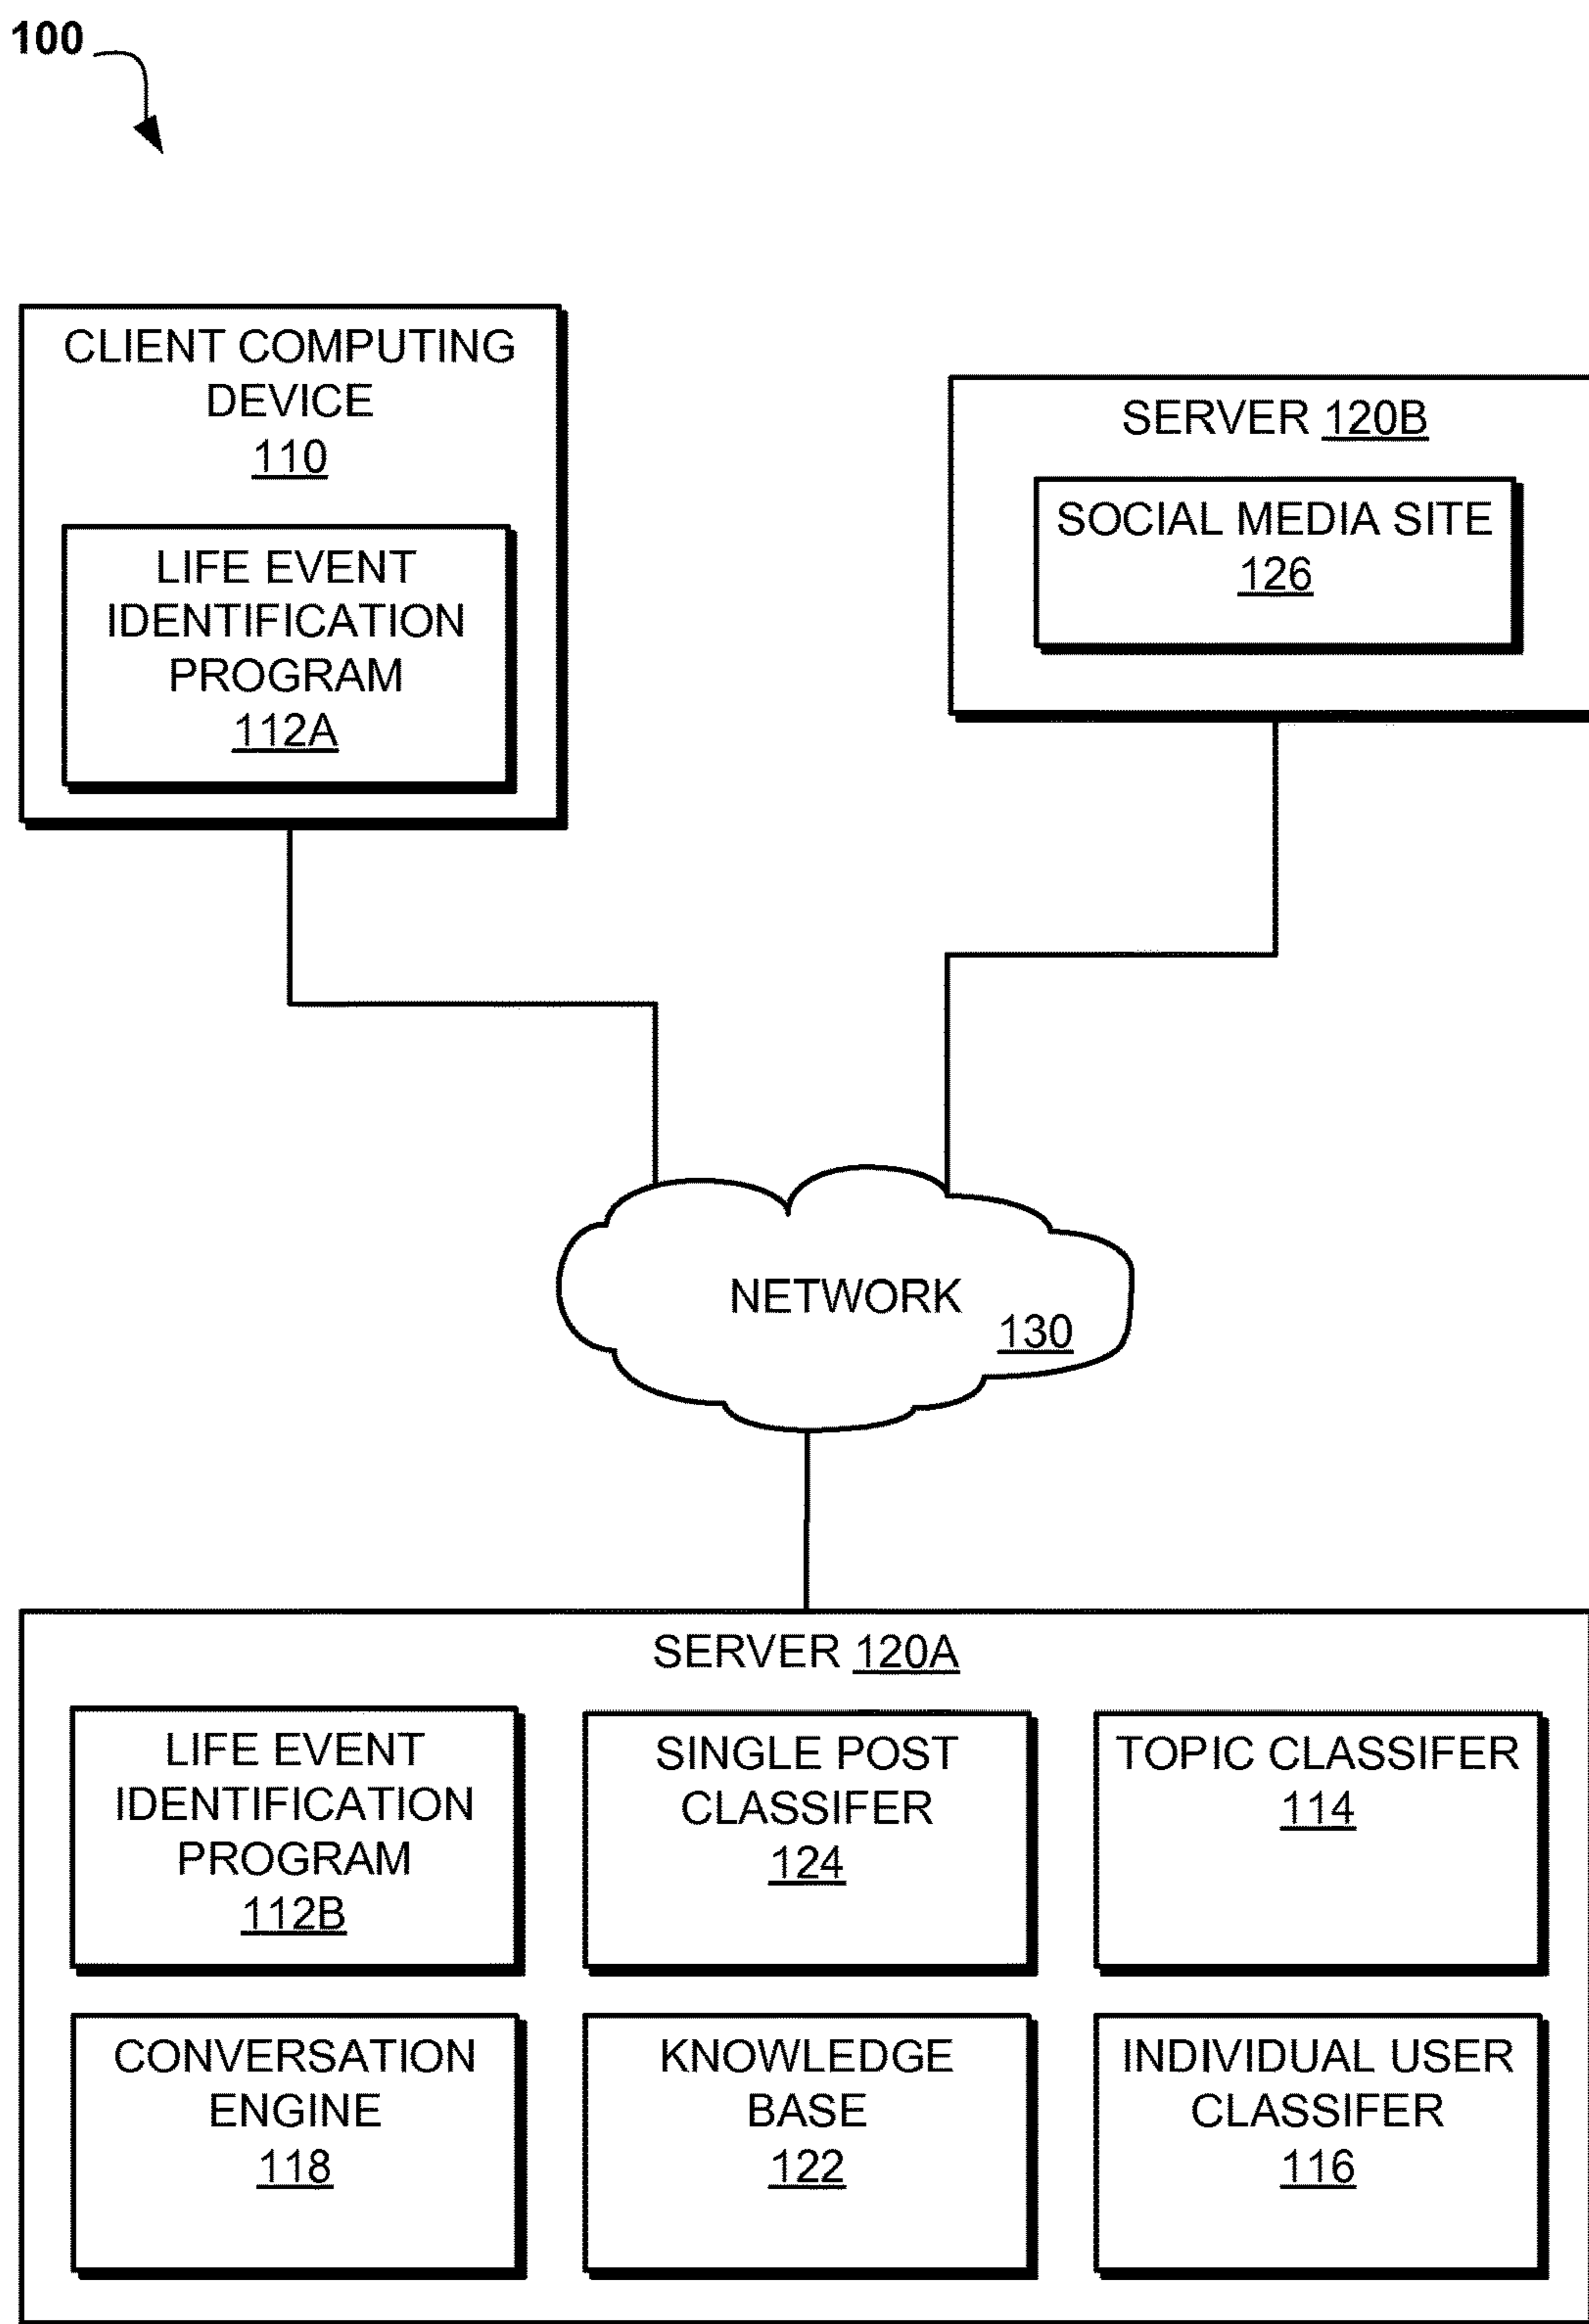 100
CLIENT COMPUTING
DEVICE
110
LIFE EVENT
IDENTIFICATION
PROGRAM
112A
SERVER 120B
SOCIAL MEDIA SITE
126
NETWORK
130
SERVER 120A
LIFE EVENT
IDENTIFICATION
PROGRAM
112B
SINGLE POST
CLASSIFER
124
TOPIC CLASSIFER
114
CONVERSATION
ENGINE
118
KNOWLEDGE
BASE
122
INDIVIDUAL USER
CLASSIFER
116